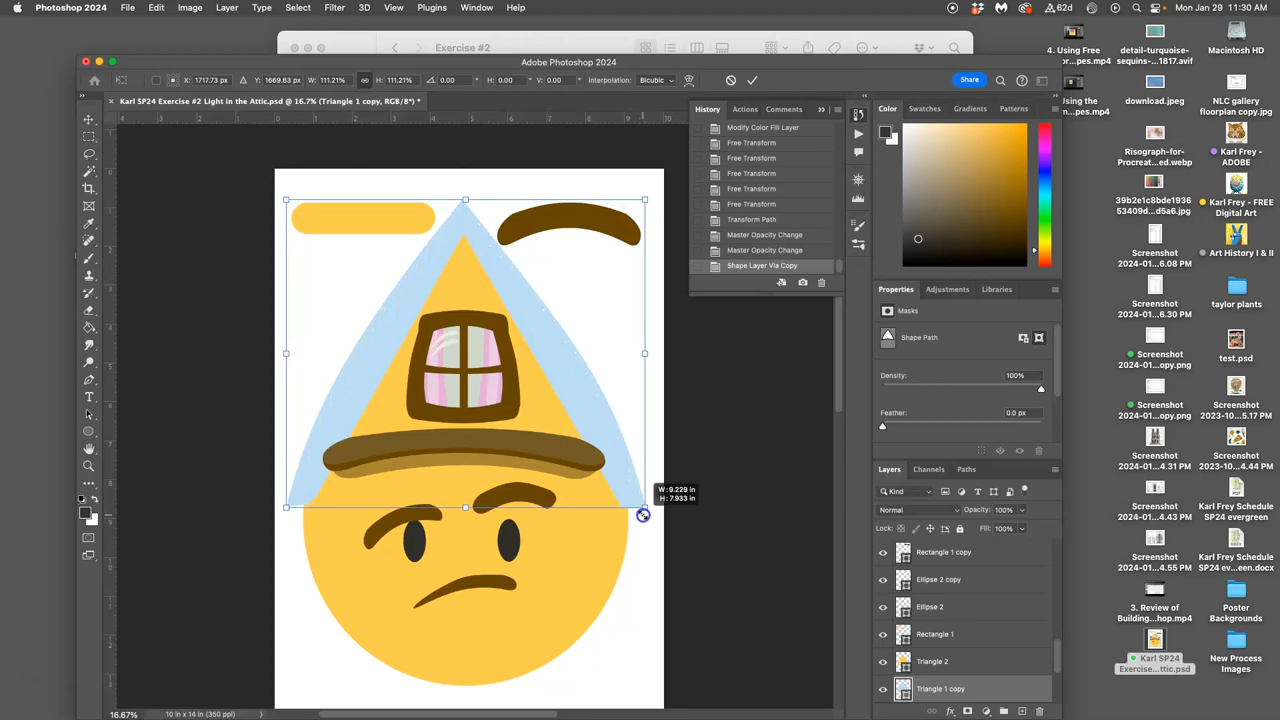 Photoshop 2024 File Edit Image Layer Type Select Filter 3D View Plugins Window Help
62d
Mon Jan 29 11:30 AM
Exercise #2
Adobe Photoshop 2024
X: 1717.73 px Y: 1669.63 px W: 111.21% H: 111.21% 0.00 ° H: 0.00 ° V: 0.00 ° Interpolation: Bicubic
Share
Karl SP24 Exercise #2 Light in the Attic.psd @ 16.7% (Triangle 1 copy, RGB/8*) *
History Actions Comments
Modify Color Fill Layer
Free Transform
Free Transform
Free Transform
Free Transform
Free Transform
Transform Path
Master Opacity Change
Master Opacity Change
Shape Layer Via Copy
Color Swatches Gradients Patterns
Properties Adjustments Libraries
Masks
Shape Path
Density: 100%
Feather: 0.0 px
Layers Channels Paths
Kind
Normal Opacity: 100%
Lock: Fill: 100%
Rectangle 1 copy
Ellipse 2 copy
Ellipse 2
Rectangle 1
Triangle 2
Triangle 1 copy
W: 9.229 in
H: 7.933 in
16.67% 10 in x 14 in (350 ppi)
4. Using Free
...pes.mp4
detail-turquoise-
sequins-...1817.avif
Macintosh HD
Using the
...mes.mp4
download.jpeg
NLC gallery
floorplan copy.jpg
Risograph-for-
Procreat...ed.webp
Karl Frey -
ADOBE
39b2e1c8bde1936
53409d...d5a6.jpg
Karl Frey - FREE
Digital Art
Screenshot
2024-01...6.08 PM
Art History I & II
Screenshot
2024-01...6.30 PM
taylor plants
Screenshot
2024-01...opy.png
test.psd
Screenshot
2024-01...opy.png
Screenshot
2023-10...5.17 PM
Screenshot
2024-01...4.31 PM
Screenshot
2023-10...4.44 PM
Screenshot
2024-01...4.55 PM
Karl Frey Schedule
SP24 evergreen
3. Review of
Building...hop.mp4
Karl Frey Schedule
SP24 ev...een.docx
Karl SP24
Exercise...ttic.psd
Poster
Backgrounds
New Process
Images